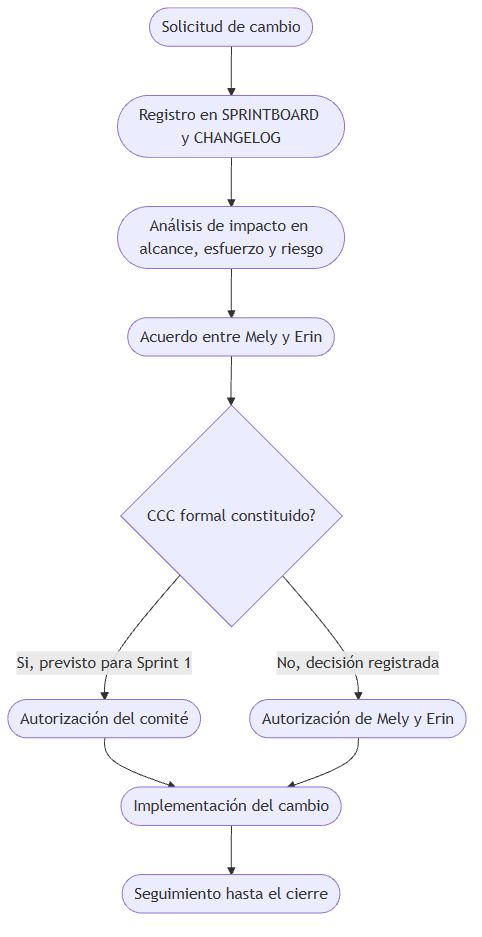 Solicitud de cambio
Registro en SPRINTBOARD
y CHANGELOG
Análisis de impacto en
alcance, esfuerzo y riesgo
Acuerdo entre Mely y Erin
CCC formal constituido?
Si, previsto para Sprint 1
No, decisión registrada
Autorización del comité
Autorización de Mely y Erin
Implementación del cambio
Seguimiento hasta el cierre